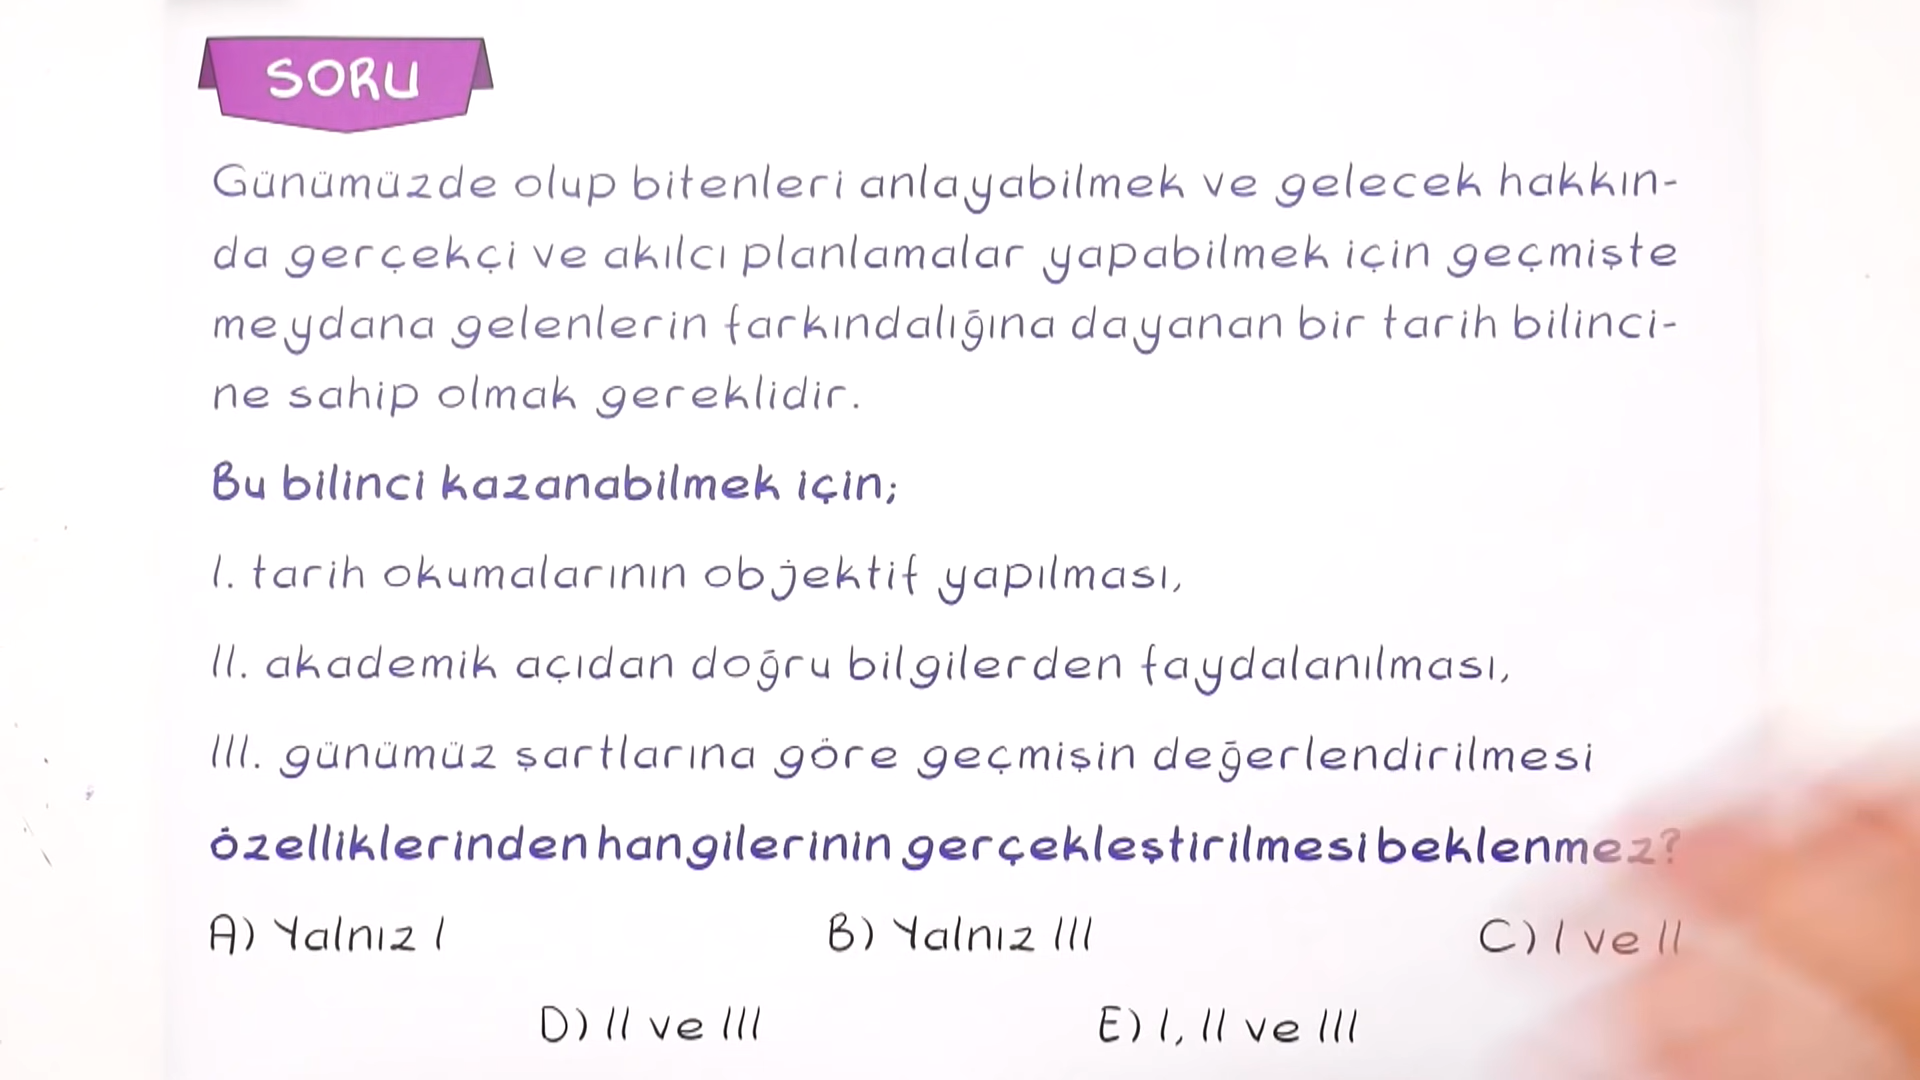 SORU
Günümüzde olup bitenleri anlayabilmek ve gelecek hakkın-
da gerçekçi ve akılcı planlamalar yapabilmek için geçmişte
meydana gelenlerin farkındalığına dayanan bir tarih bilinci-
ne sahip olmak gereklidir.
Bu bilinci kazanabilmek için;
I. tarih okumalarının objektif yapılması,
II. akademik açıdan doğru bilgilerden faydalanılması,
III. günümüz şartlarına göre geçmişin değerlendirilmesi
özelliklerinden hangilerinin gerçekleştirilmesi beklenmez?
A) Yalnız I B) Yalnız III C) I ve II
D) II ve III E) I, II ve III